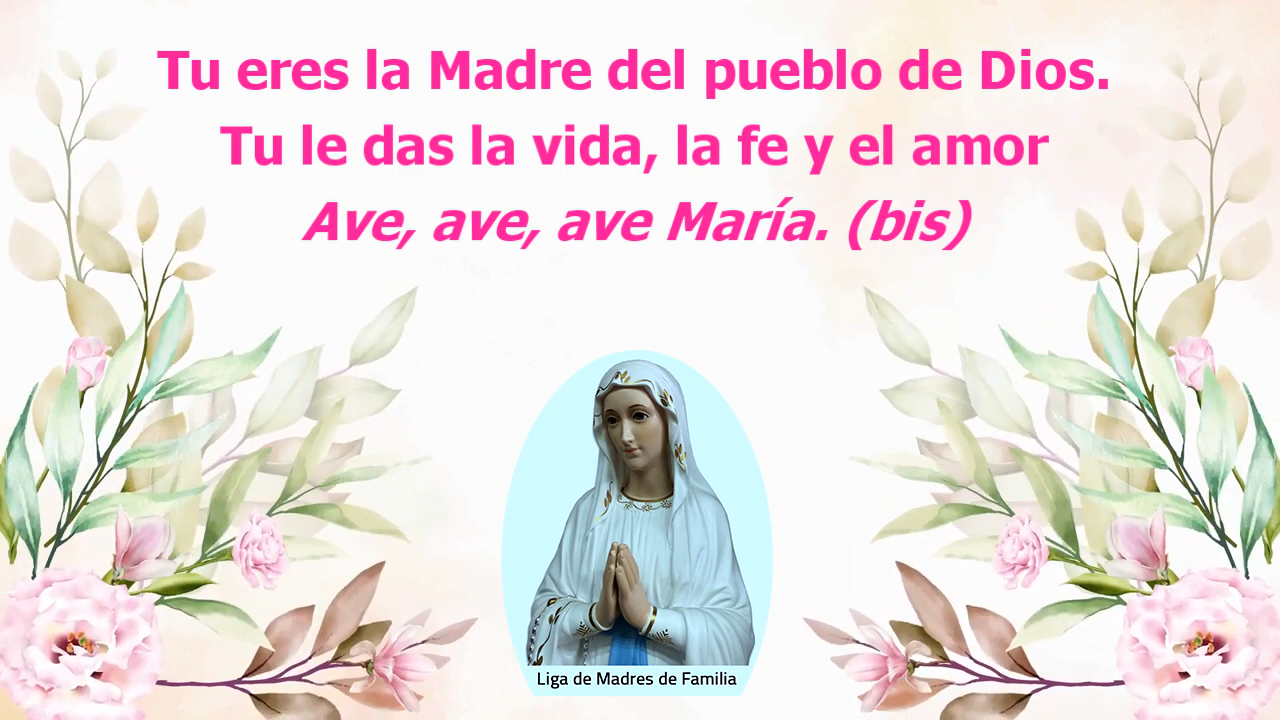 Tu eres la Madre del pueblo de Dios.
Tu le das la vida, la fe y el amor
Ave, ave, ave María. (bis)
Liga de Madres de Familia